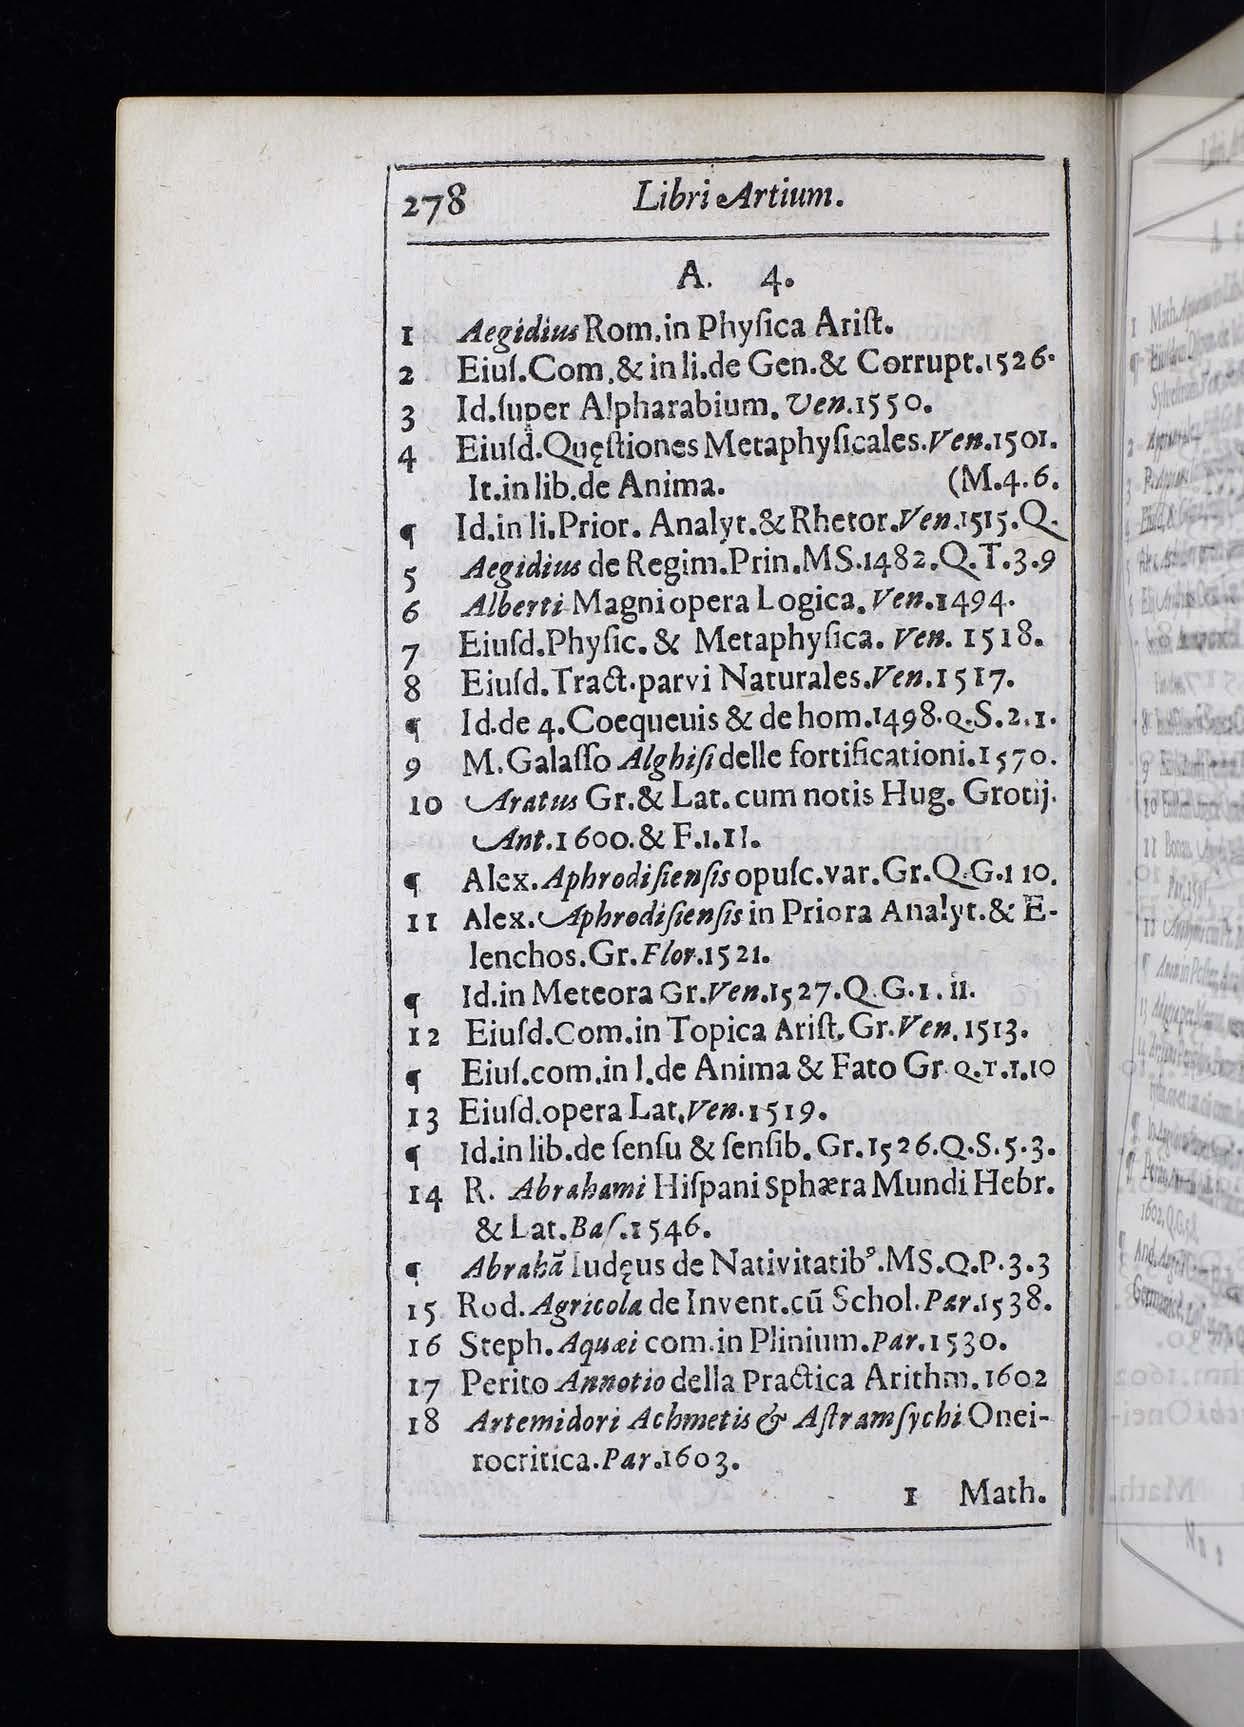 278 Libri Artium.
A. 4.
1 Aegidius Rom.in Phyſica Ariſt.
2 Eiuſ.Com.& in li.de Gen.& Corrupt.1526.
3 Id.ſuper Alpharabium. Ven.1550.
4 Eiuſd.Quęſtiones Metaphyſicales.Ven.1501.
It.in lib.de Anima. (M.4.6.
¶ Id.in li.Prior. Analyt.& Rhetor.Ven.1515.Q.
5 Aegidius de Regim.Prin.MS.1482.Q.T.3.9
6 Alberti Magni opera Logica. Ven.1494.
7 Eiuſd.Phyſic.& Metaphyſica. Ven. 1518.
8 Eiuſd.Tract.parvi Naturales.Ven.1517.
¶ Id.de 4.Coequeuis & de hom.1498.Q.S.2.1.
9 M.Galaſſo Alghiſi delle fortificationi.1570.
10 Aratus Gr.& Lat. cum notis Hug. Grotij.
Ant.1600.& F.1.11.
¶ Alex.Aphrodiſienſis opuſc.var.Gr.Q.G.1 10.
11 Alex.Aphrodiſienſis in Priora Analyt.& E-
lenchos.Gr.Flor.1521.
¶ Id.in Meteora Gr.Ven.1527.Q.G.1.11.
12 Eiuſd.Com.in Topica Ariſt.Gr.Ven.1513.
¶ Eiuſ.com.in l.de Anima & Fato Gr.Q.T.1.10
13 Eiuſd.opera Lat.Ven.1519.
¶ Id.in lib.de ſenſu & ſenſib. Gr.1526.Q.S.5.3.
14 R. Abrahami Hiſpani Sphæra Mundi Hebr.
& Lat.Baſ.1546.
¶ Abrahā Iudęus de Nativitatibꝰ.MS.Q.P.3.3
15 Rod.Agricola de Invent.cū Schol.Par.1538.
16 Steph.Aquæi com.in Plinium.Par.1530.
17 Perito Annotio della Practica Arithm.1602
18 Artemidori Achmetis & Aſtramſychi Onei-
rocritica.Par.1603.
1 Math.